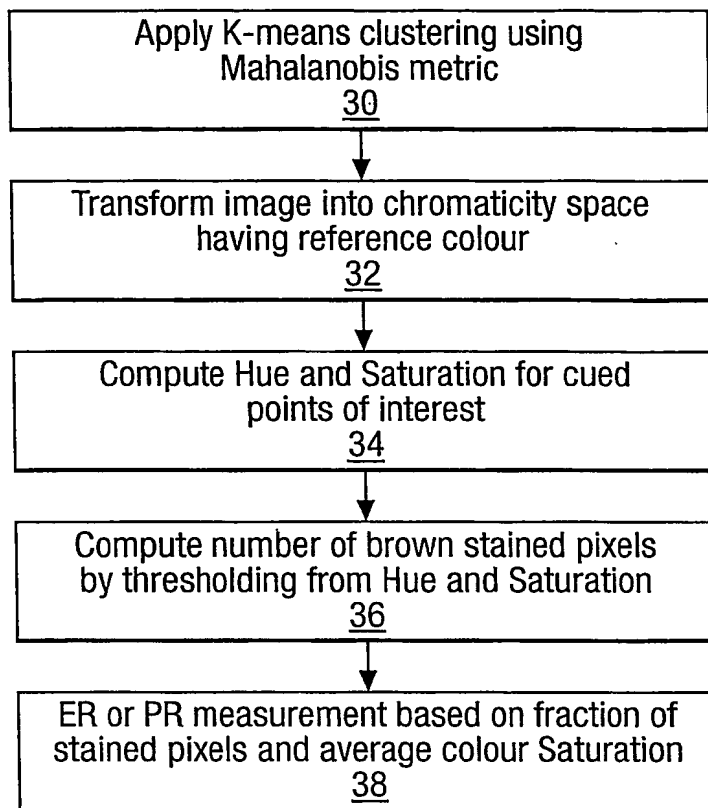 Apply K-means clustering using
Mahalanobis metric
30
Transform image into chromaticity space
having reference colour
32
Compute Hue and Saturation for cued
points of interest
34
Compute number of brown stained pixels
by thresholding from Hue and Saturation
36
ER or PR measurement based on fraction of
stained pixels and average colour Saturation
38